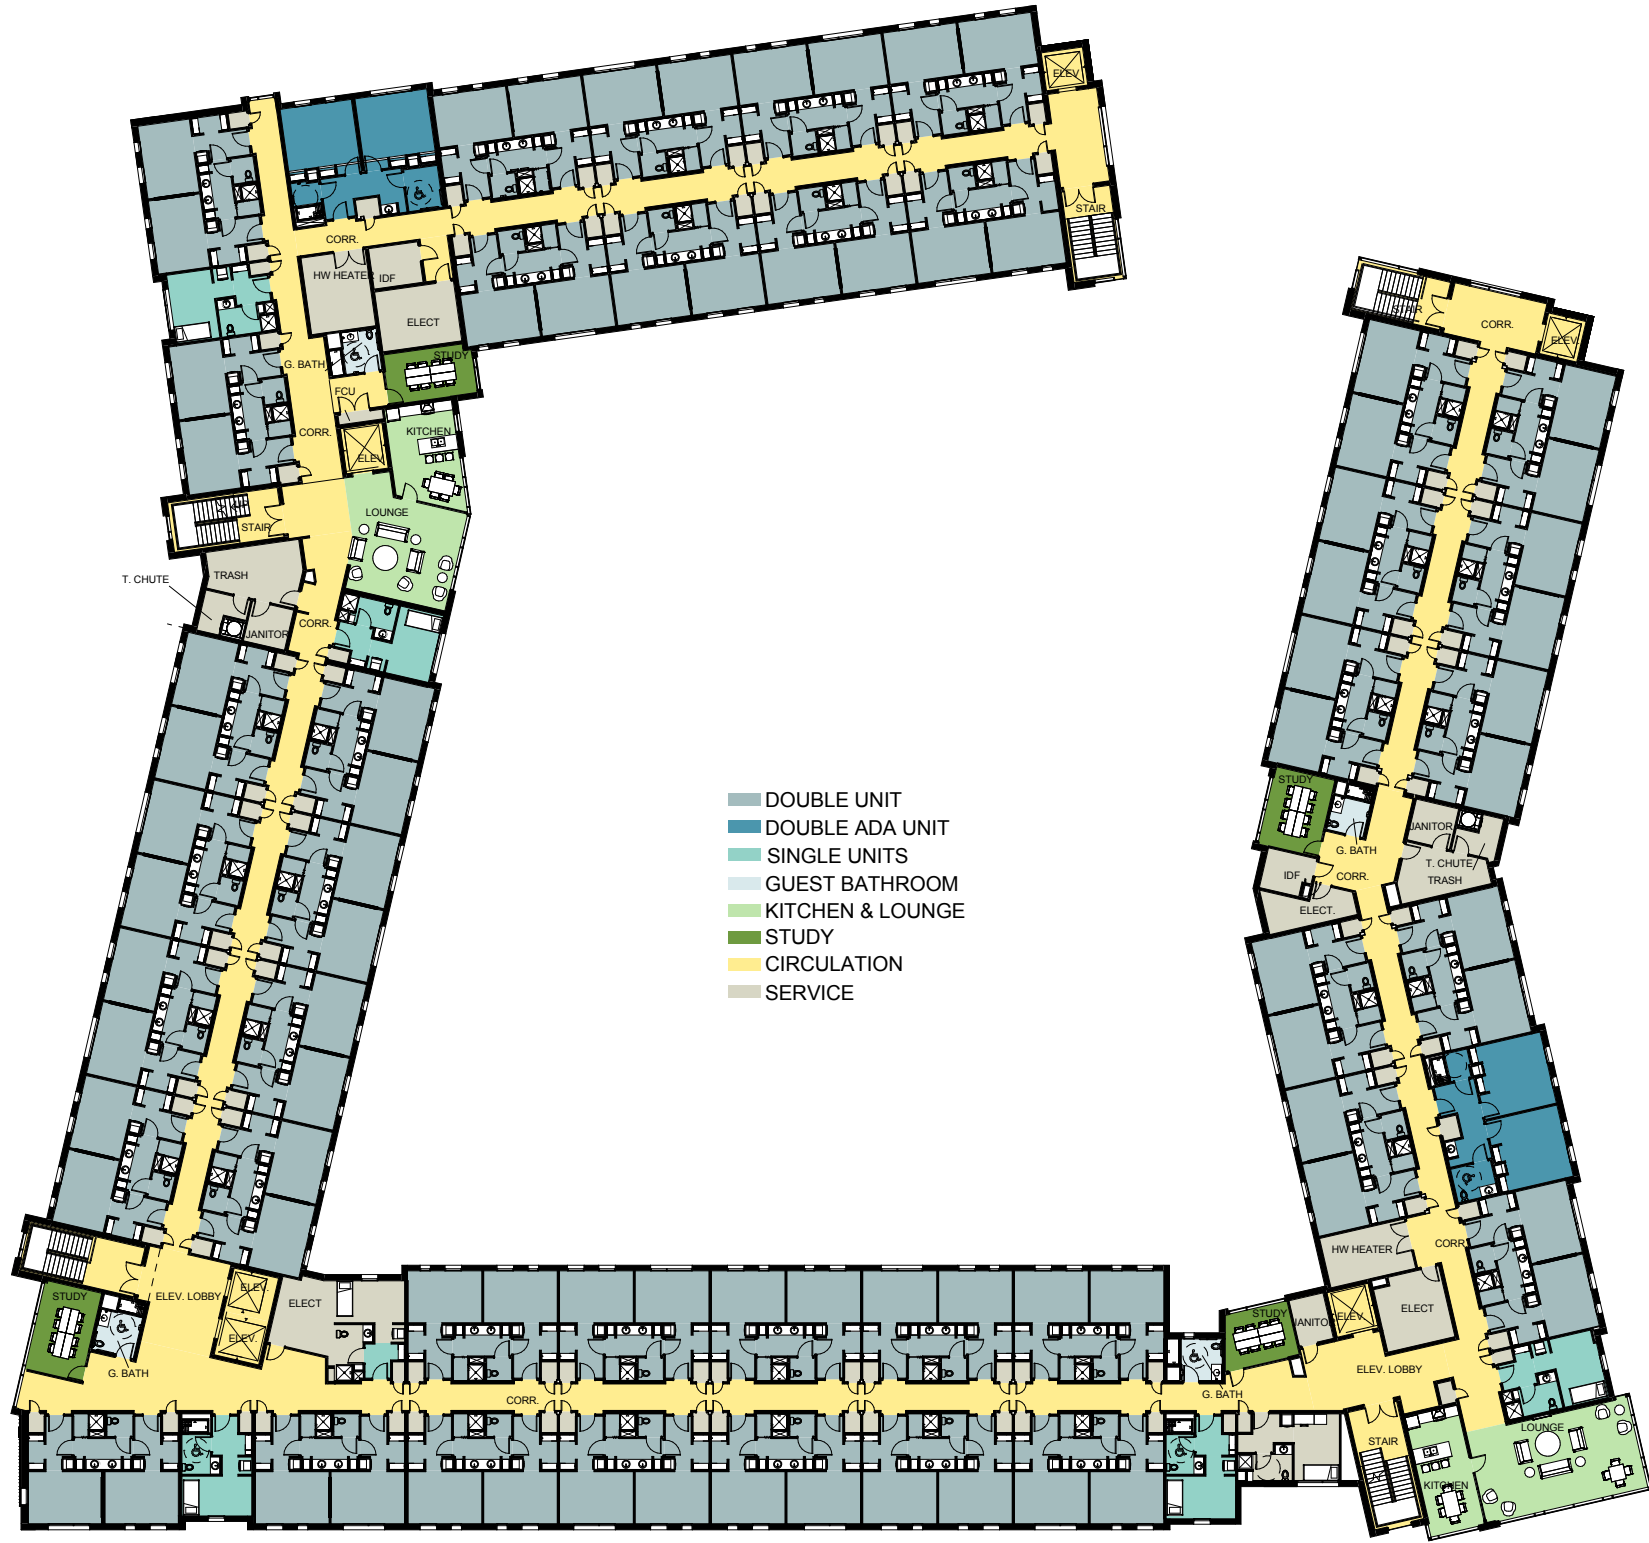 ELEV
STAIR
CORR.
HW HEATER
IDF
ELECT
STUDY
G. BATH
FCU
CORR.
KITCHEN
ELEV
LOUNGE
STAIR
TRASH
T. CHUTE
CORR.
JANITOR
STAIR
CORR.
ELEV.
STUDY
JANITOR
G. BATH
T. CHUTE
IDF
CORR.
TRASH
ELECT.
DOUBLE UNIT
DOUBLE ADA UNIT
SINGLE UNITS
GUEST BATHROOM
KITCHEN & LOUNGE
STUDY
CIRCULATION
SERVICE
HW HEATER
CORR.
ELEV.
STUDY
ELEV. LOBBY
ELECT
ELEV.
G. BATH
CORR.
STUDY
JANITOR
ELEV.
ELECT
ELEV. LOBBY
G. BATH
STAIR
LOUNGE
KITCHEN